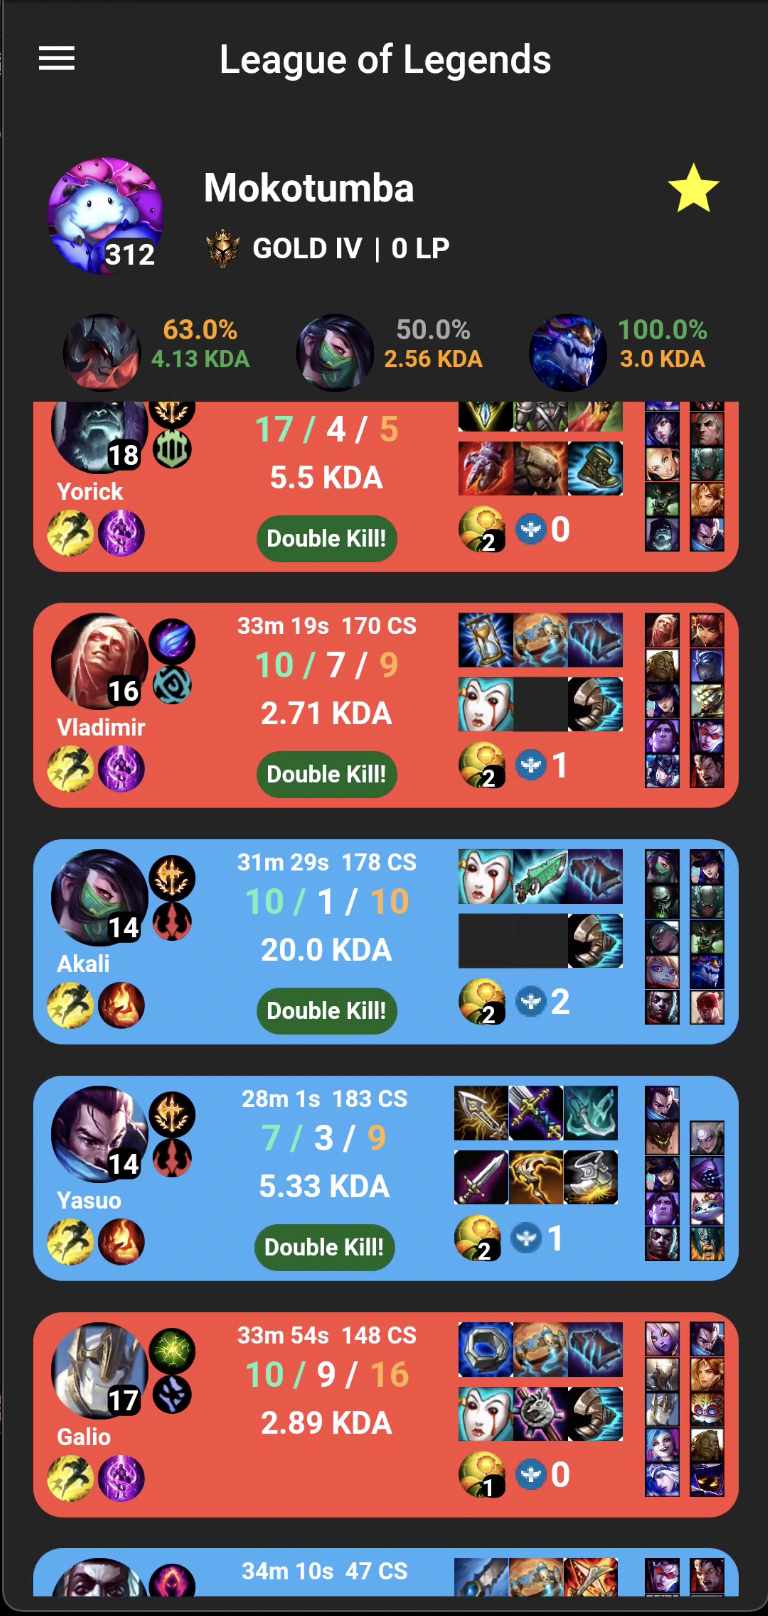 League of Legends
Mokotumba
312
GOLD IV | 0 LP
63.0%
4.13 KDA
50.0%
2.56 KDA
100.0%
3.0 KDA
17 / 4 / 5
18
5.5 KDA
Yorick
Double Kill!
2
0
33m 19s 170 CS
10 / 7 / 9
16
2.71 KDA
Vladimir
Double Kill!
2
1
31m 29s 178 CS
10 / 1 / 10
14
20.0 KDA
Akali
Double Kill!
2
2
28m 1s 183 CS
7 / 3 / 9
14
5.33 KDA
Yasuo
Double Kill!
2
1
33m 54s 148 CS
10 / 9 / 16
17
2.89 KDA
Galio
1
0
34m 10s 47 CS